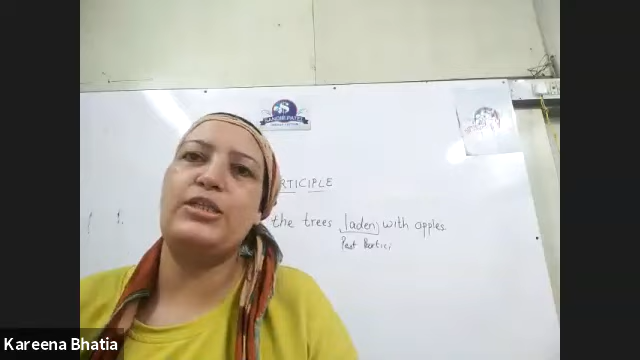 RTICIPLE
the trees laden with apples.
Past Partici
Kareena Bhatia